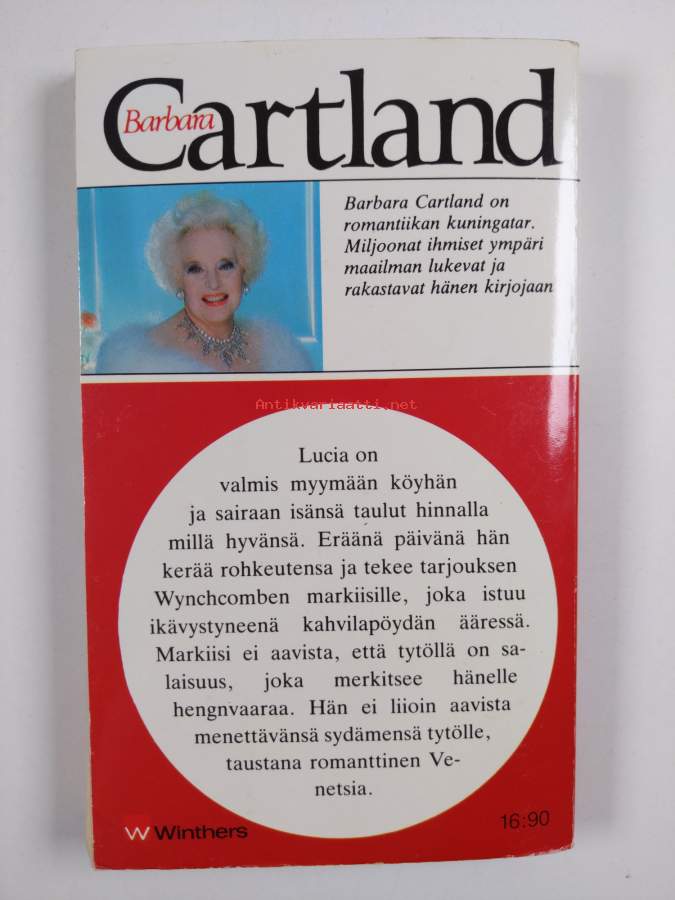 Barbara
Cartland
Barbara Cartland on
romantiikan kuningatar.
Miljoonat ihmiset ympäri
maailman lukevat ja
rakastavat hänen kirjojaan
Antikvariaatti.net
Lucia on
valmis myymään köyhän
ja sairaan isänsä taulut hinnalla
millä hyvänsä. Eräänä päivänä hän
kerää rohkeutensa ja tekee tarjouksen
Wynchcomben markiisille, joka istuu
ikävystyneenä kahvilapöydän ääressä.
Markiisi ei aavista, että tytöllä on sa-
laisuus, joka merkitsee hänelle
hengnvaaraa. Hän ei liioin aavista
menettävänsä sydämensä tytölle,
taustana romanttinen Ve-
netsia.
W Winthers
16:90